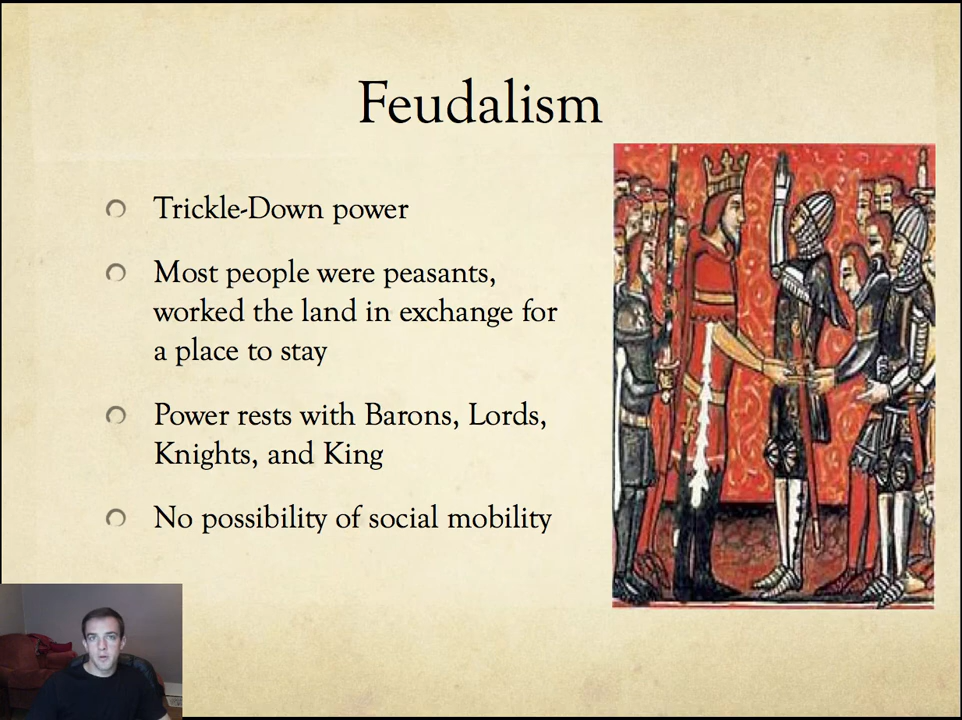 Feudalism
Trickle-Down power
Most people were peasants,
worked the land in exchange for
a place to stay
Power rests with Barons, Lords,
Knights, and King
No possibility of social mobility